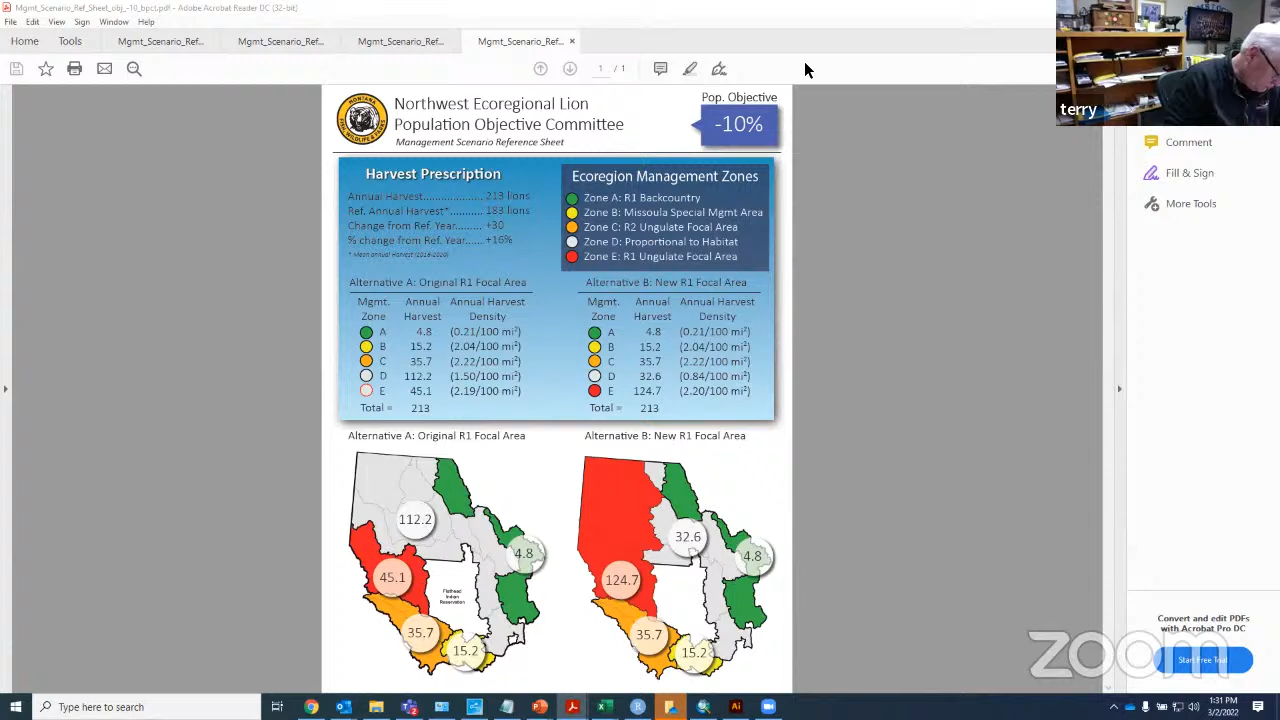 Mgmt_Scenario_Ref_Sheet_obj_-10_bpct.pdf - Adobe Acrobat Reader DC (32-bit)
File Edit View Sign Window Help
Home Tools Mgmt_Scenario_Ref... Mgmt_Scenario_Ref... 
1 / 1
terry
Comment
Fill & Sign
More Tools
Northwest Ecoregional Lion
Population Objective Committee
Management Scenario Reference Sheet
Pop. Objective
-10%
MONTANA
Harvest Prescription
Annual Harvest................ 213 lions
Ref. Annual Harvest*.......... 183 lions
Change from Ref. Year........ +30
% change from Ref. Year..... +16%
* Mean annual Harvest (2016-2020)
Ecoregion Management Zones
Zone A: R1 Backcountry
Zone B: Missoula Special Mgmt Area
Zone C: R2 Ungulate Focal Area
Zone D: Proportional to Habitat
Zone E: R1 Ungulate Focal Area
Alternative A: Original R1 Focal Area
Mgmt. Annual Annual Harvest
Zone Harvest Density
A 4.8 (0.21/100 mi²)
B 15.2 (2.04/100 mi²)
C 35.7 (2.22/100 mi²)
D 112.2 (1.50/100 mi²)
E 45.1 (2.19/100 mi²)
Total = 213
Alternative B: New R1 Focal Area
Mgmt. Annual Annual Harvest
Zone Harvest Density
A 4.8 (0.21/100 mi²)
B 15.2 (2.04/100 mi²)
C 35.7 (2.22/100 mi²)
D 32.6 (0.84/100 mi²)
E 124.7 (2.20/100 mi²)
Total = 213
Alternative A: Original R1 Focal Area
112.2
4.8
45.1
Flathead
Indian
Reservation
35.7
15.2
Alternative B: New R1 Focal Area
32.6
4.8
124.7
35.7
15.2
Convert and edit PDFs
with Acrobat Pro DC
Start Free Trial
zoom
Type here to search
1:31 PM
3/2/2022